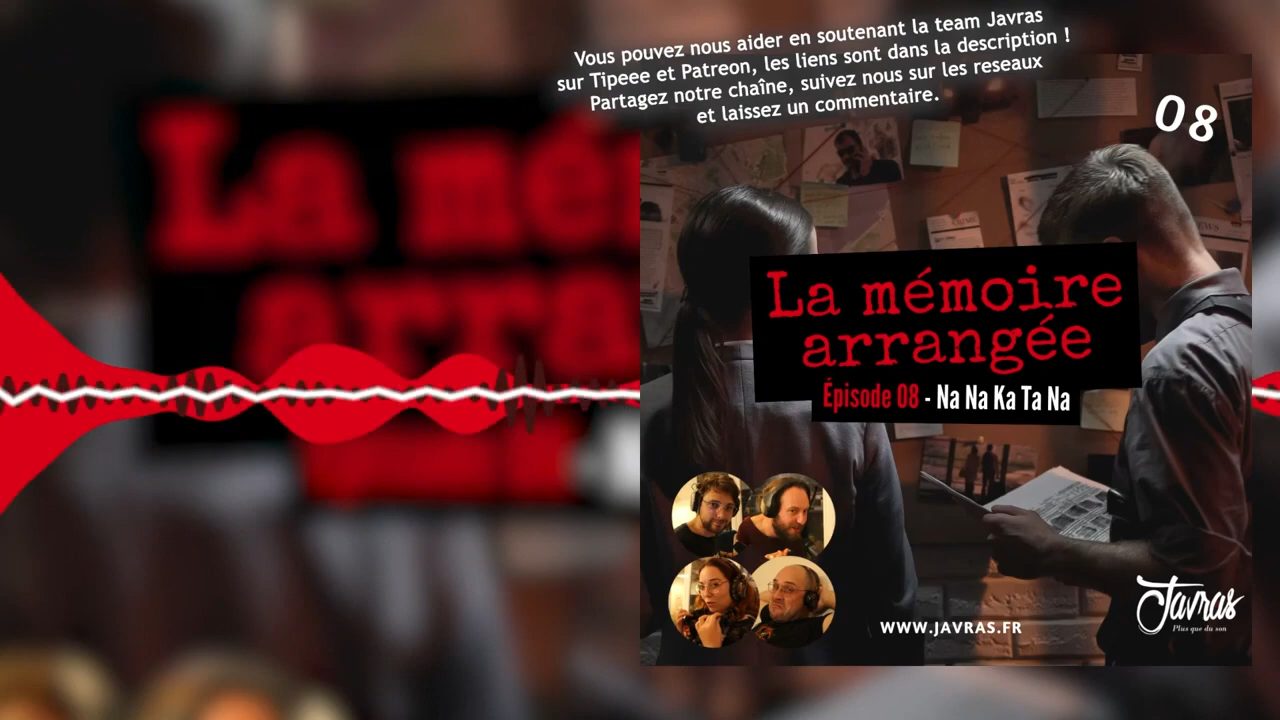 Vous pouvez nous aider en soutenant la team Javras
sur Tipeee et Patreon, les liens sont dans la description !
Partagez notre chaîne, suivez nous sur les reseaux
et laissez un commentaire.
08
La mémoire
arrangée
Épisode 08 - Na Na Ka Ta Na
WWW.JAVRAS.FR
Javras
Plus que du son
La mé
arra